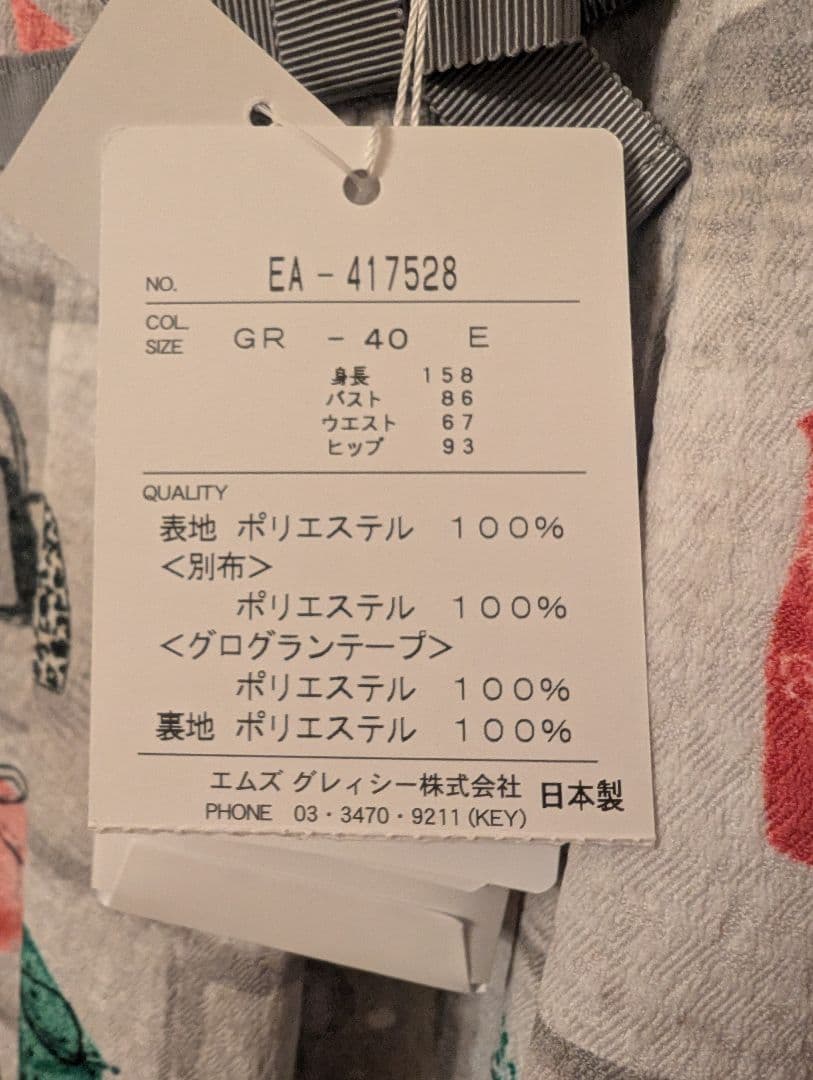 NO. EA-417528
COL. SIZE GR - 40 E
身長 158
バスト 86
ウエスト 67
ヒップ 93
QUALITY
表地 ポリエステル 100%
<別布>
ポリエステル 100%
<グログランテープ>
ポリエステル 100%
裏地 ポリエステル 100%
エムズ グレィシー株式会社 日本製
PHONE 03・3470・9211(KEY)